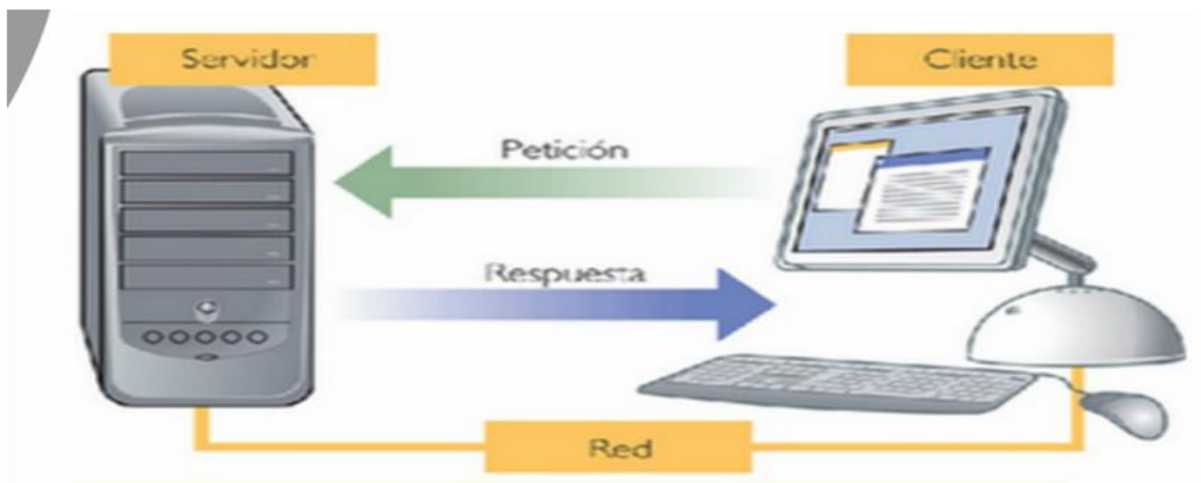 Servidor
Cliente
Petición
Respuesta
Red